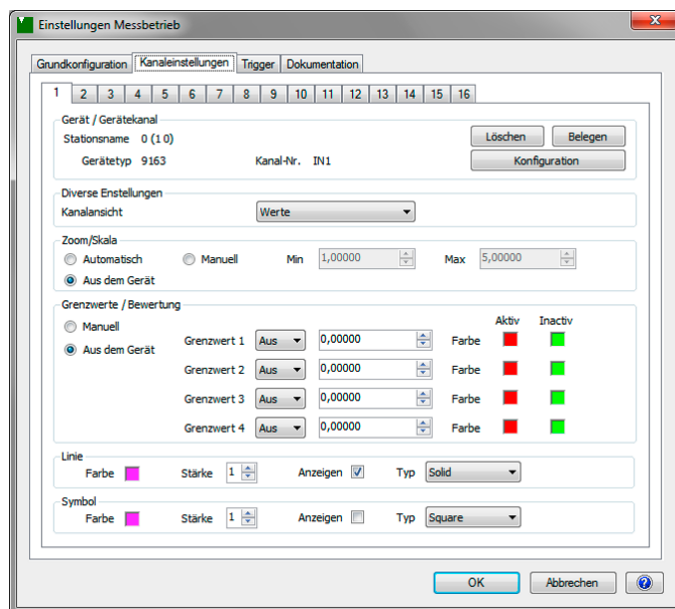 Einstellungen Messbetrieb
Grundkonfiguration Kanaleinstellungen Trigger Dokumentation
1 2 3 4 5 6 7 8 9 10 11 12 13 14 15 16
Gerät / Gerätekanal
Stationsname 0 (1 0) Löschen Belegen
Gerätetyp 9163 Kanal-Nr. IN1 Konfiguration
Diverse Enstellungen
Kanalansicht Werte
Zoom/Skala
Automatisch Manuell Min 1,00000 Max 5,00000
Aus dem Gerät
Grenzwerte / Bewertung
Aktiv Inactiv
Manuell
Aus dem Gerät
Grenzwert 1 Aus 0,00000 Farbe
Grenzwert 2 Aus 0,00000 Farbe
Grenzwert 3 Aus 0,00000 Farbe
Grenzwert 4 Aus 0,00000 Farbe
Linie
Farbe Stärke 1 Anzeigen Typ Solid
Symbol
Farbe Stärke 1 Anzeigen Typ Square
OK Abbrechen ?